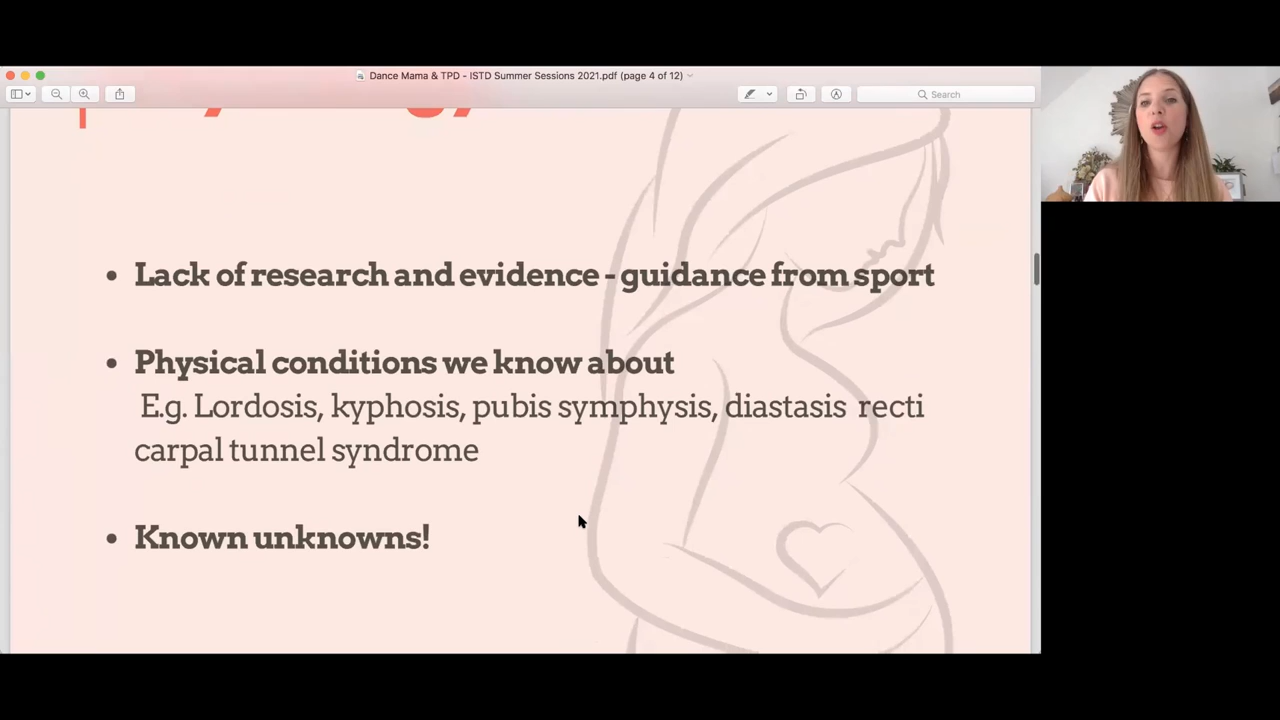 Dance Mama & TPD - ISTD Summer Sessions 2021.pdf (page 4 of 12)
Search
• Lack of research and evidence - guidance from sport
• Physical conditions we know about
E.g. Lordosis, kyphosis, pubis symphysis, diastasis recti
carpal tunnel syndrome
• Known unknowns!